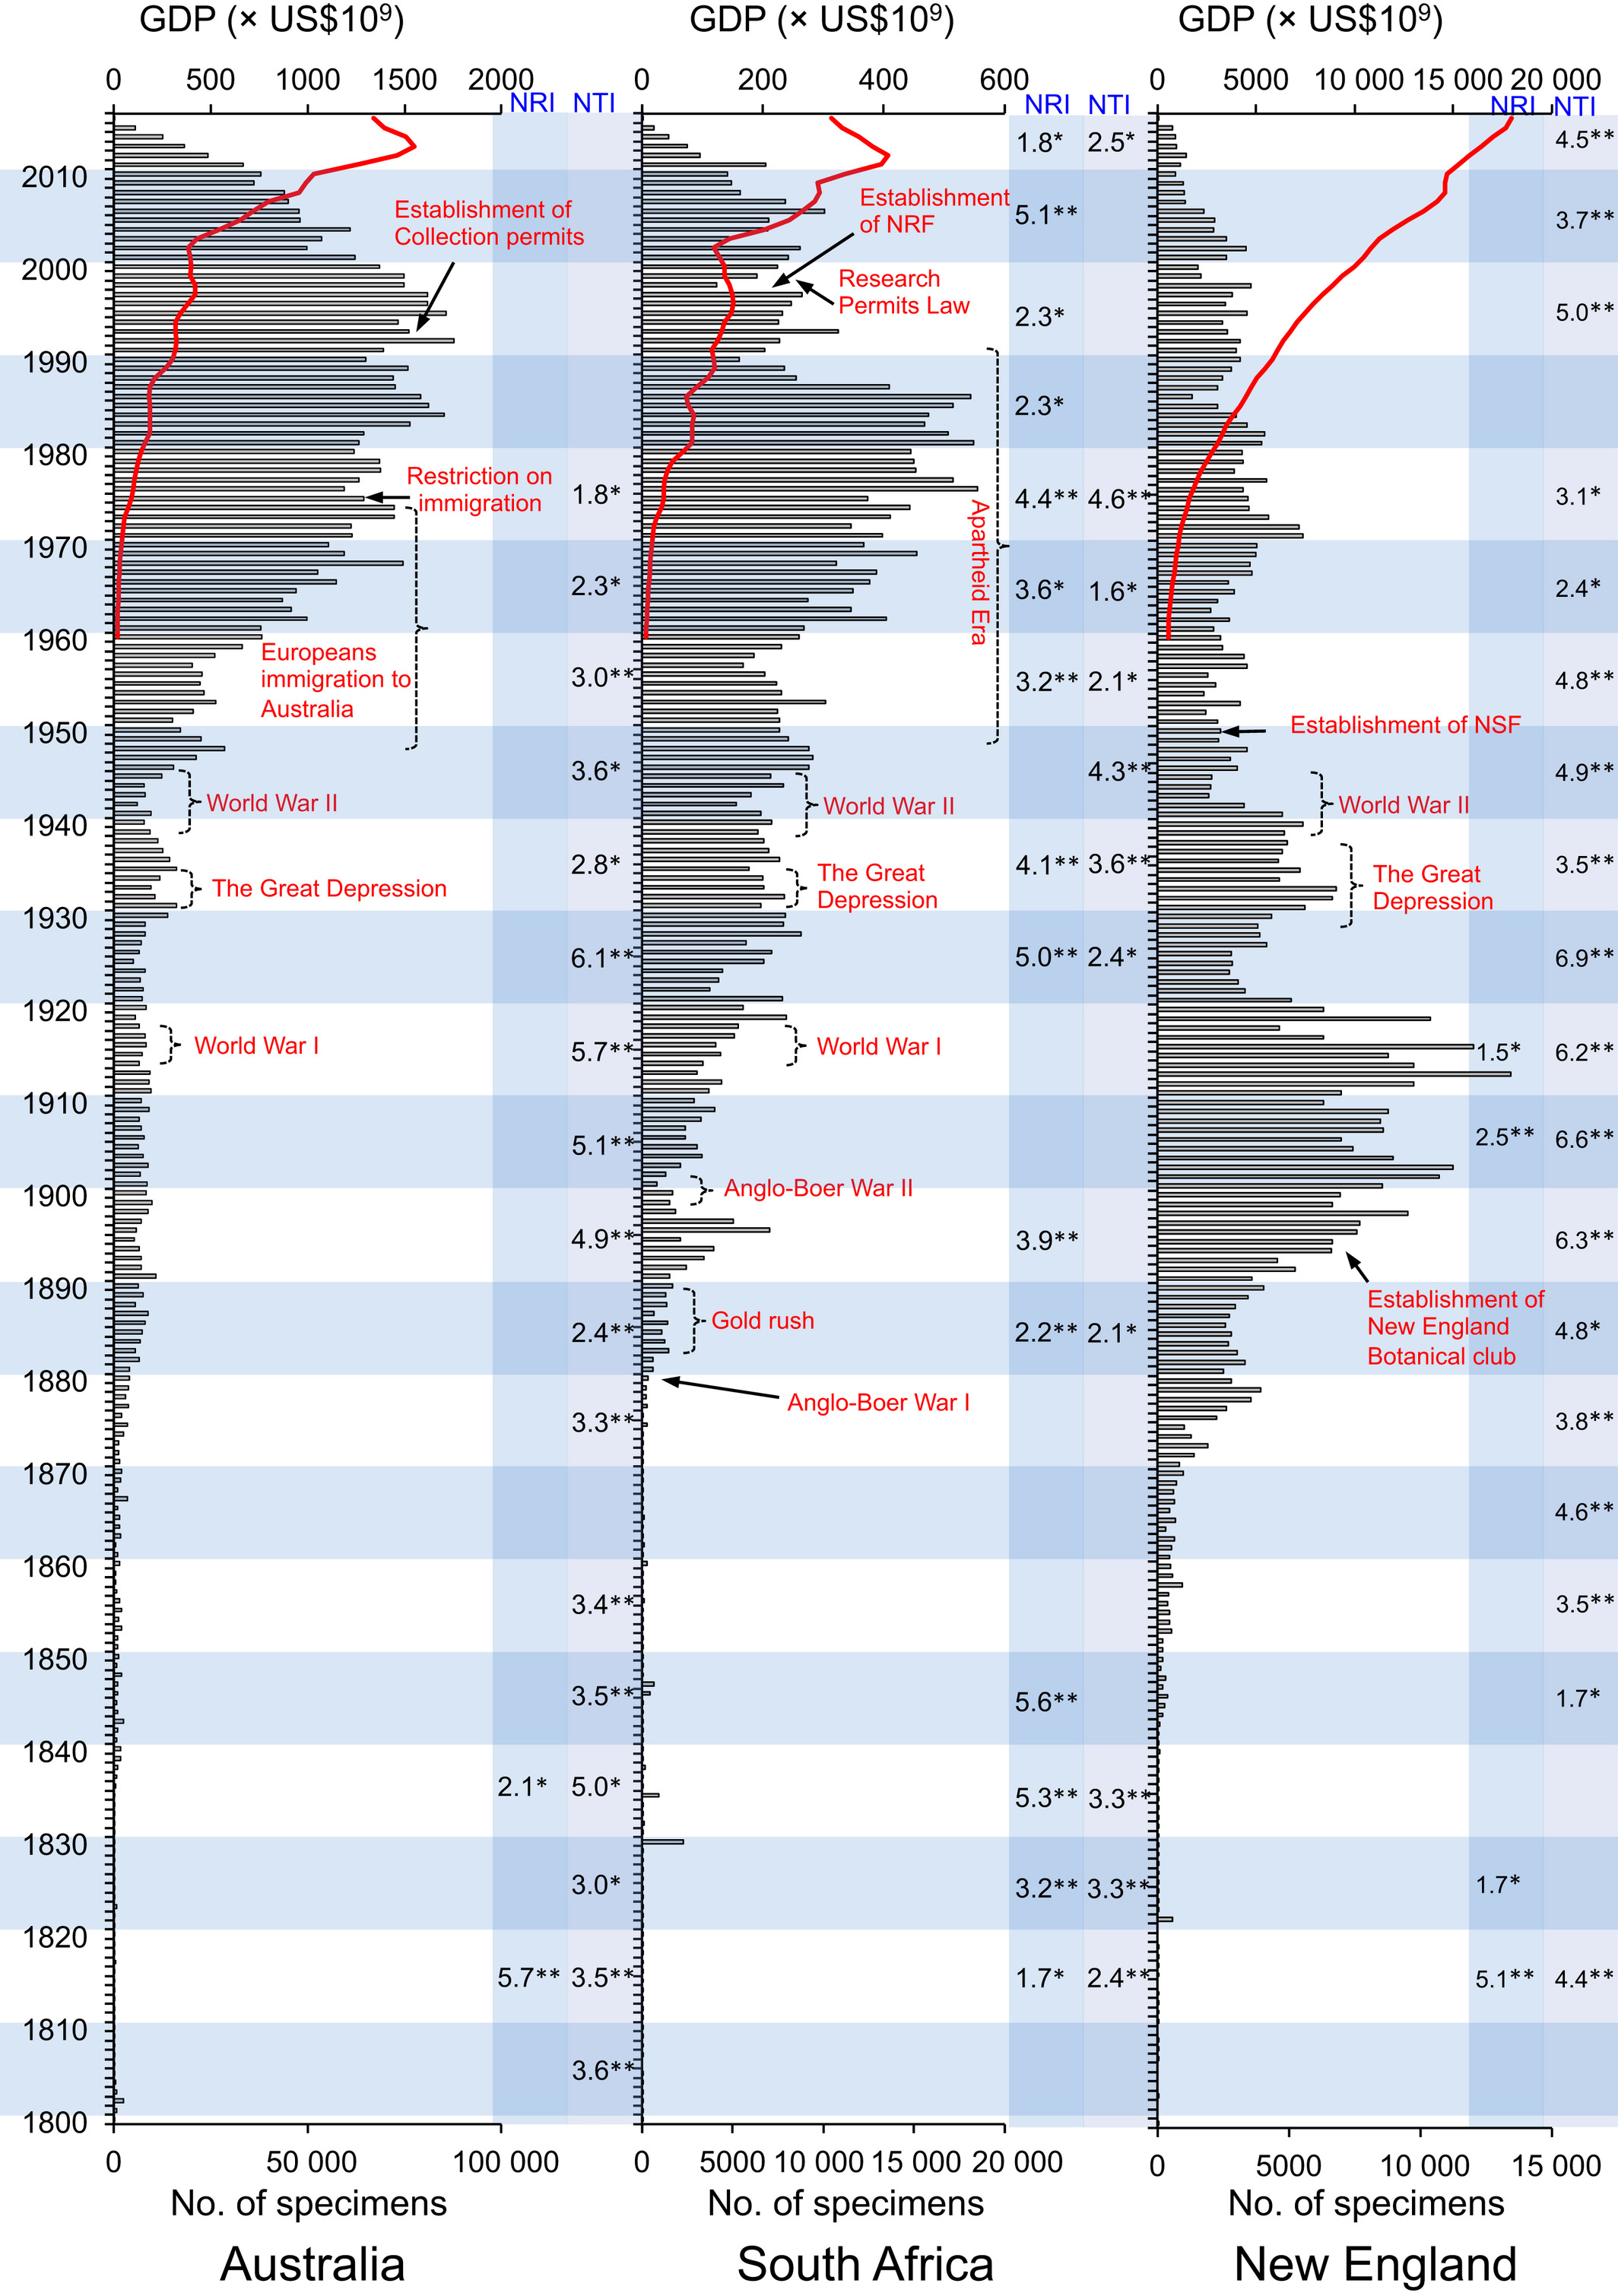 GDP (× US$10⁹) GDP (× US$10⁹) GDP (× US$10⁹)
0 500 1000 1500 2000 0 200 400 600 0 5000 10 000 15 000 20 000
NRI NTI NRI NTI NRI NTI
1.8* 2.5* 4.5**
2010
Establishment of
Collection permits
Establishment
of NRF
5.1** 3.7**
2000
Research
Permits Law
2.3* 5.0**
1990
2.3*
1980
Restriction on
immigration
1.8* 4.4** 4.6** 3.1*
Apartheid Era
1970
2.3* 3.6* 1.6* 2.4*
1960
Europeans
immigration to
Australia
3.0** 3.2** 2.1* 4.8**
1950
Establishment of NSF
3.6* 4.3** 4.9**
World War II World War II World War II
1940
2.8* 4.1** 3.6** 3.5**
The Great Depression
The Great
Depression
The Great
Depression
1930
6.1** 5.0** 2.4* 6.9**
1920
World War I World War I
5.7** 1.5* 6.2**
1910
5.1** 2.5** 6.6**
1900
Anglo-Boer War II
4.9** 3.9** 6.3**
1890
Establishment of
New England
Botanical club
Gold rush
2.4** 2.2** 2.1* 4.8*
1880
Anglo-Boer War I
3.3** 3.8**
1870
4.6**
1860
3.4** 3.5**
1850
3.5** 5.6** 1.7*
1840
2.1* 5.0* 5.3** 3.3**
1830
3.0* 3.2** 3.3** 1.7*
1820
5.7** 3.5** 1.7* 2.4** 5.1** 4.4**
1810
3.6**
1800
0 50 000 100 000 0 5000 10 000 15 000 20 000 0 5000 10 000 15 000
No. of specimens No. of specimens No. of specimens
Australia South Africa New England